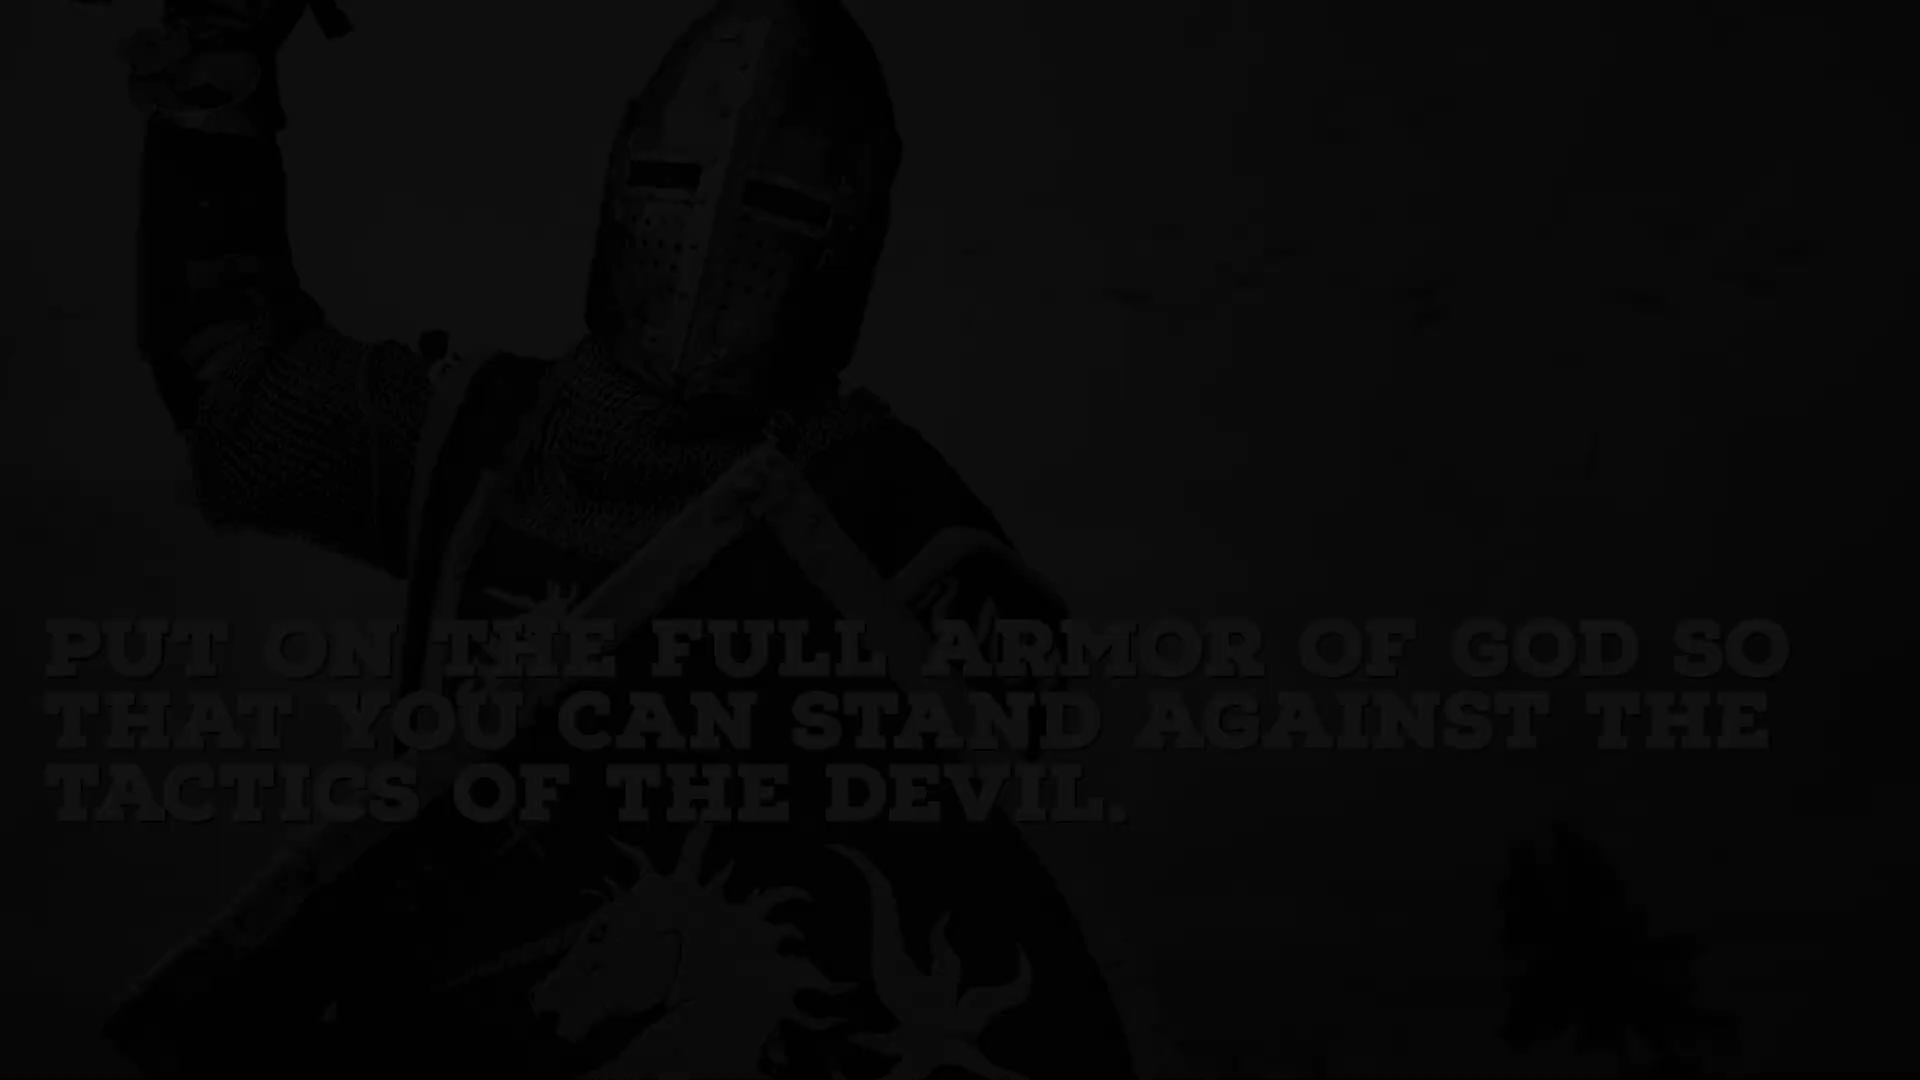 PUT ON THE FULL ARMOR OF GOD SO
THAT YOU CAN STAND AGAINST THE
TACTICS OF THE DEVIL.